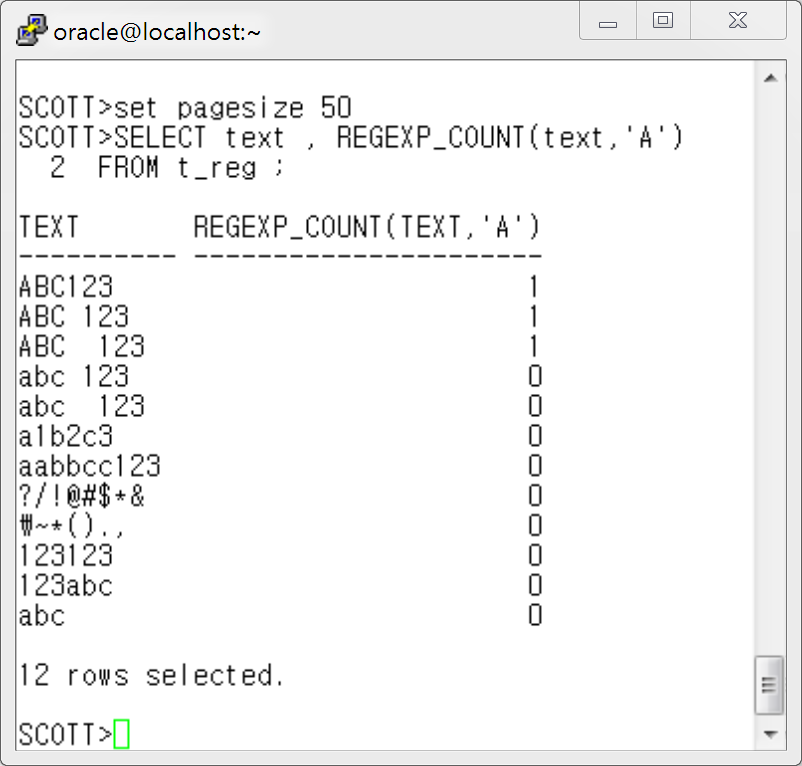 oracle@localhost:~
SCOTT>set pagesize 50
SCOTT>SELECT text , REGEXP_COUNT(text,'A')
  2  FROM t_reg ;
TEXT       REGEXP_COUNT(TEXT,'A')
---------- ----------------------
ABC123                          1
ABC 123                         1
ABC  123                        1
abc 123                         0
abc  123                        0
a1b2c3                          0
aabbcc123                       0
?/!@#$*&                        0
₩~*().,                         0
123123                          0
123abc                          0
abc                             0
12 rows selected.
SCOTT>